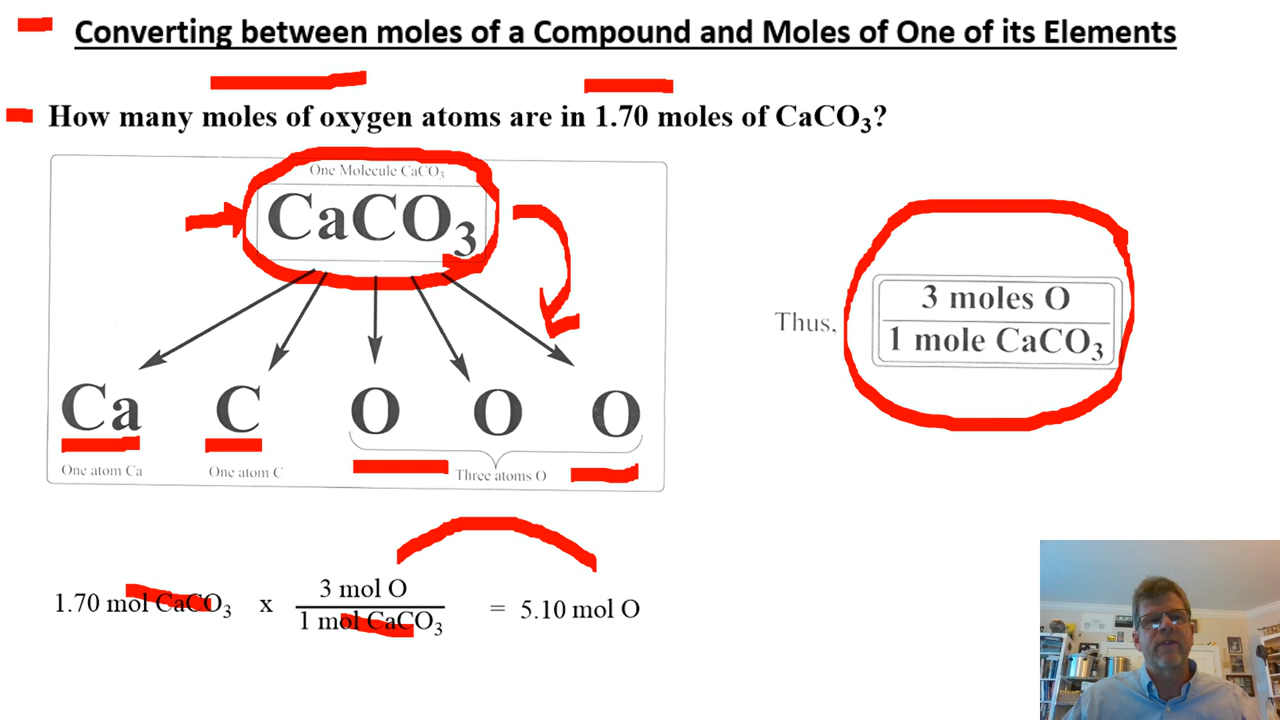 Converting between moles of a Compound and Moles of One of its Elements
How many moles of oxygen atoms are in 1.70 moles of CaCO₃?
One Molecule CaCO₃
CaCO₃
Ca C O O O
One atom Ca One atom C Three atoms O
Thus,
3 moles O
1 mole CaCO₃
1.70 mol CaCO₃ x
3 mol O
1 mol CaCO₃
= 5.10 mol O